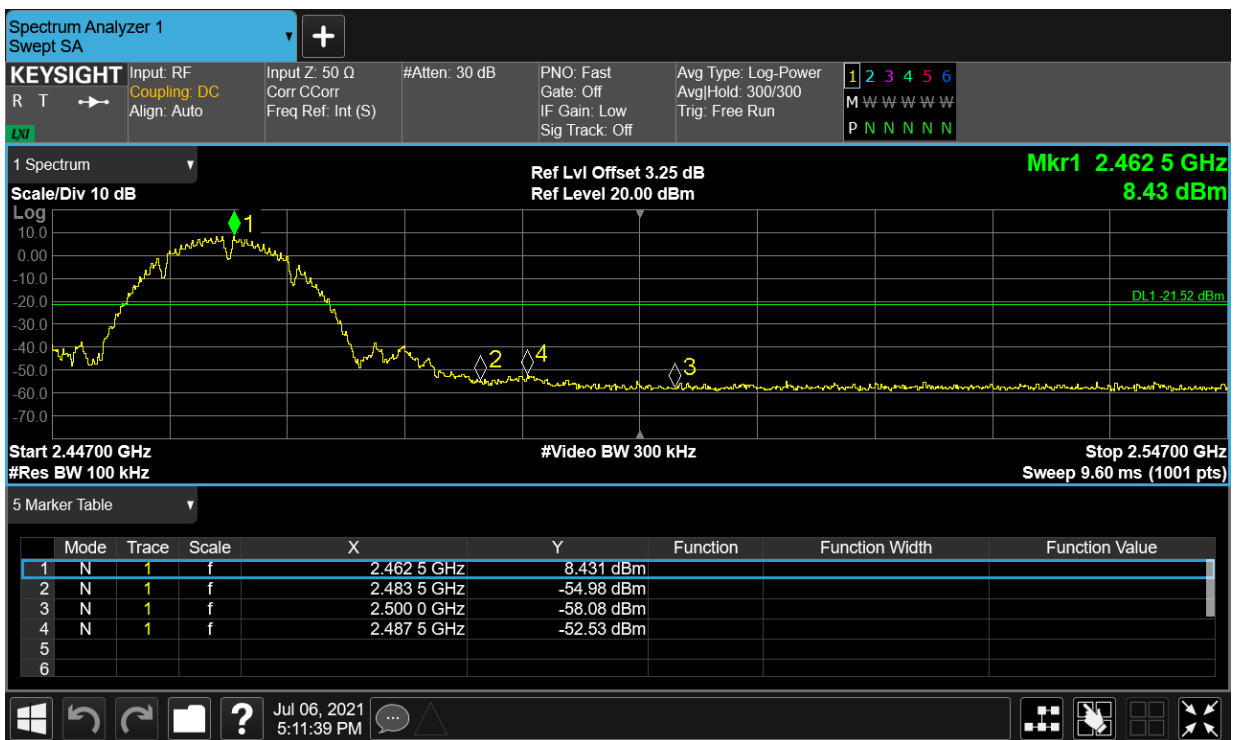 Spectrum Analyzer 1
Swept SA
+
KEYSIGHT Input: RF Input Z: 50 Ω #Atten: 30 dB PNO: Fast Avg Type: Log-Power 1 2 3 4 5 6
R T Coupling: DC Corr CCorr Gate: Off Avg|Hold: 300/300 M W W W W W
Align: Auto Freq Ref: Int (S) IF Gain: Low Trig: Free Run
LXI Sig Track: Off P N N N N N
1 Spectrum Ref Lvl Offset 3.25 dB Mkr1 2.462 5 GHz
Scale/Div 10 dB Ref Level 20.00 dBm 8.43 dBm
Log
10.0
0.00
-10.0
-20.0
-30.0
-40.0
-50.0
-60.0
-70.0
1
DL1 -21.52 dBm
2 4 3
Start 2.44700 GHz #Video BW 300 kHz Stop 2.54700 GHz
#Res BW 100 kHz Sweep 9.60 ms (1001 pts)
5 Marker Table
Mode Trace Scale X Y Function Function Width Function Value
1 N 1 f 2.462 5 GHz 8.431 dBm
2 N 1 f 2.483 5 GHz -54.98 dBm
3 N 1 f 2.500 0 GHz -58.08 dBm
4 N 1 f 2.487 5 GHz -52.53 dBm
5
6
? Jul 06, 2021
5:11:39 PM